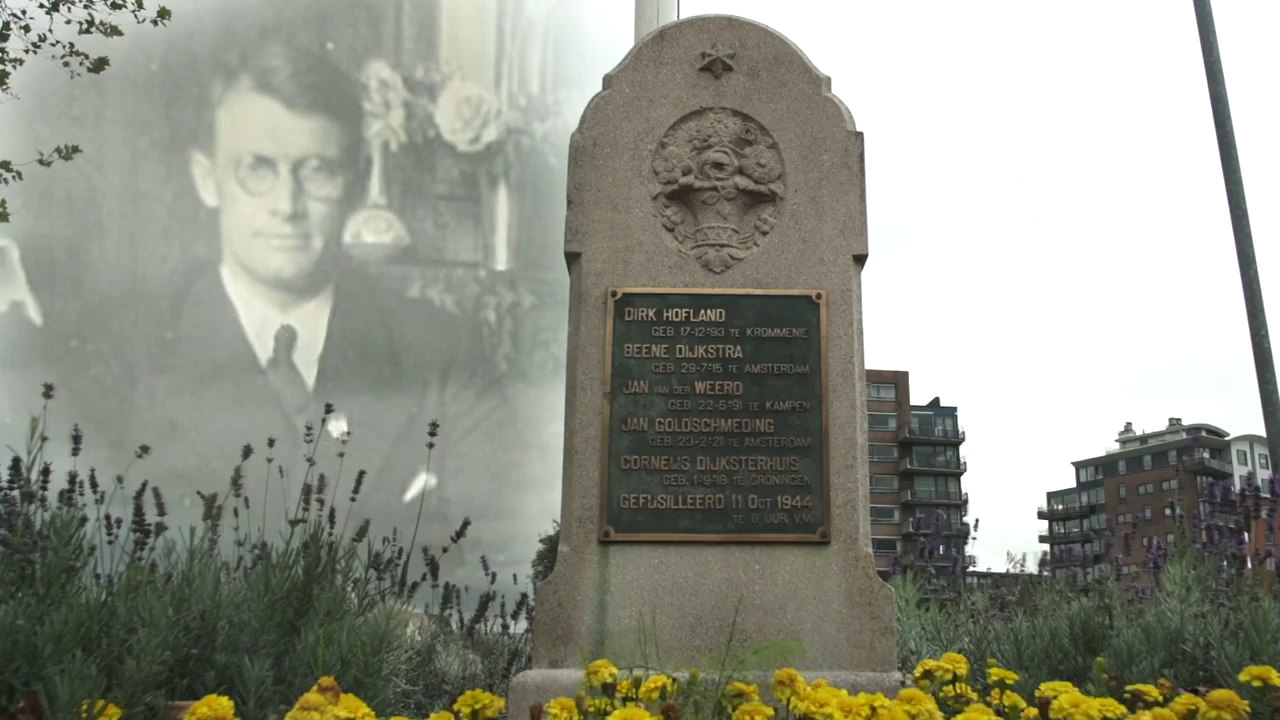 DIRK HOFLAND
GEB 17-12-'93 TE KROMMENIE
BEENE DIJKSTRA
GEB. 29-7-'15 TE AMSTERDAM
JAN VAN DER WEERD
GEB 22-5-'91 TE KAMPEN
JAN GOLDSCHMEDING
GEB. 23-2-'21 TE AMSTERDAM
CORNELIS DIJKSTERHUIS
GEB. 1-9-'18 TE GRONINGEN
GEFUSILLEERD 11 OCT 1944
TE 8 UUR V.M.